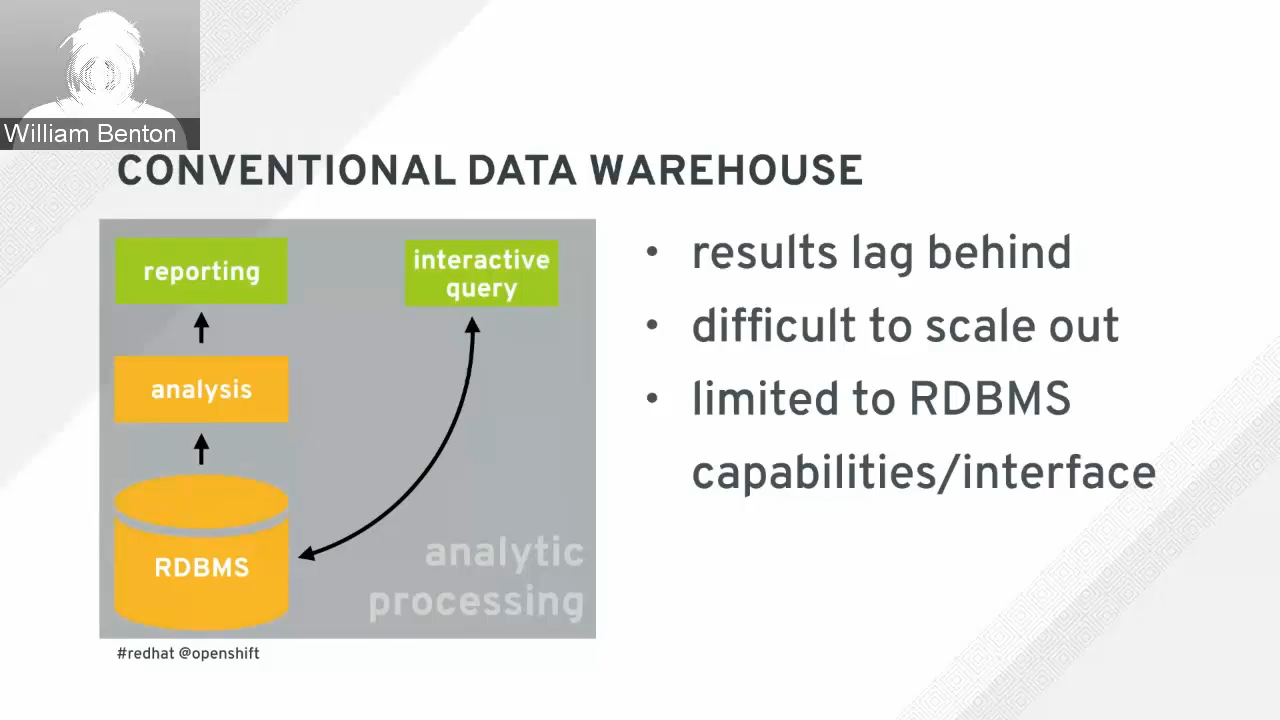 William Benton
CONVENTIONAL DATA WAREHOUSE
reporting
interactive
query
analysis
RDBMS
analytic
processing
• results lag behind
• difficult to scale out
• limited to RDBMS
capabilities/interface
#redhat @openshift